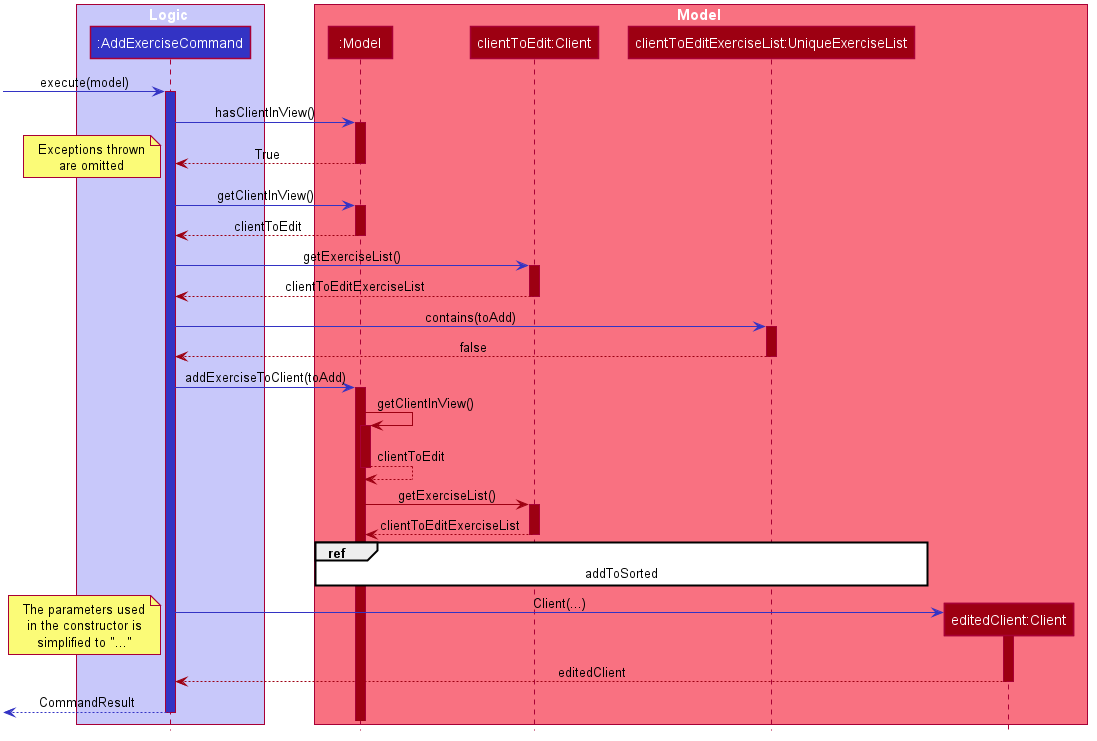 Logic
Model
:AddExerciseCommand
:Model
clientToEdit:Client
clientToEditExerciseList:UniqueExerciseList
execute(model)
hasClientInView()
Exceptions thrown
are omitted
True
getClientInView()
clientToEdit
getExerciseList()
clientToEditExerciseList
contains(toAdd)
false
addExerciseToClient(toAdd)
getClientInView()
clientToEdit
getExerciseList()
clientToEditExerciseList
ref
addToSorted
The parameters used
in the constructor is
simplified to "..."
Client(...)
editedClient:Client
editedClient
CommandResult